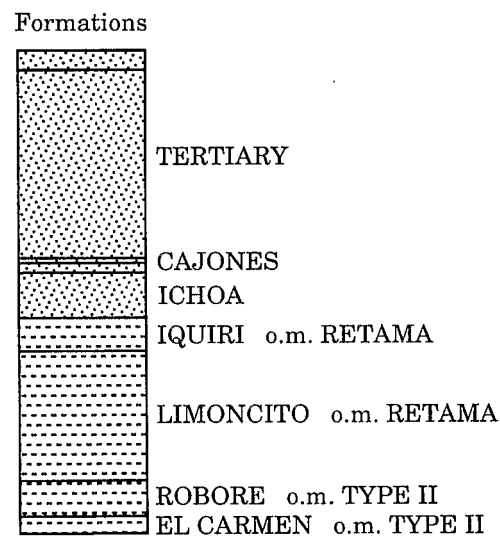 Formations
TERTIARY
CAJONES
ICHOA
IQUIRI o.m. RETAMA
LIMONCITO o.m. RETAMA
ROBORE o.m. TYPE II
EL CARMEN o.m. TYPE II